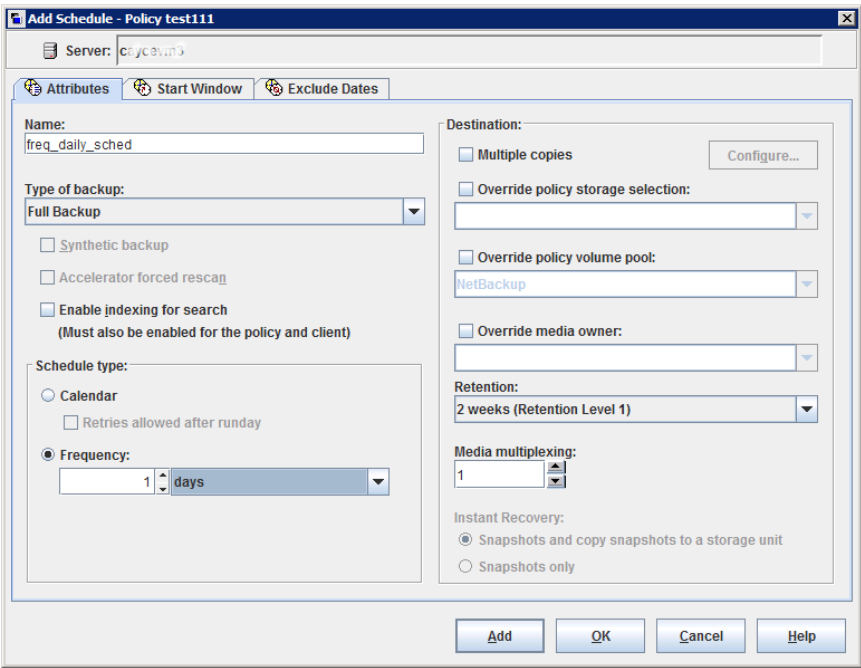 Add Schedule - Policy test111
Server:
Attributes
Start Window
Exclude Dates
Name:
freq_daily_sched
Type of backup:
Full Backup
Synthetic backup
Accelerator forced rescan
Enable indexing for search
(Must also be enabled for the policy and client)
Schedule type:
Calendar
Retries allowed after runday
Frequency:
1 days
Destination:
Multiple copies
Configure...
Override policy storage selection:
Override policy volume pool:
NetBackup
Override media owner:
Retention:
2 weeks (Retention Level 1)
Media multiplexing:
1
Instant Recovery:
Snapshots and copy snapshots to a storage unit
Snapshots only
Add
OK
Cancel
Help